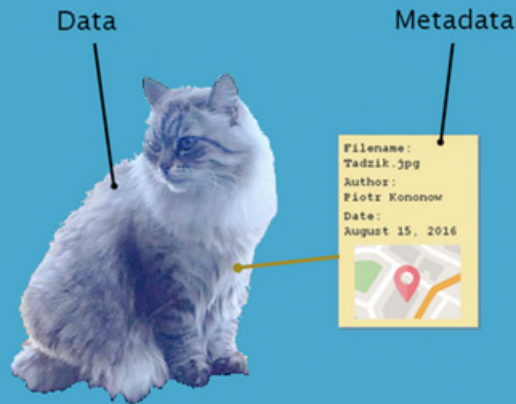 Data
Metadata
Filename:
Tadzik.jpg
Author:
Piotr Kononow
Date:
August 15, 2016